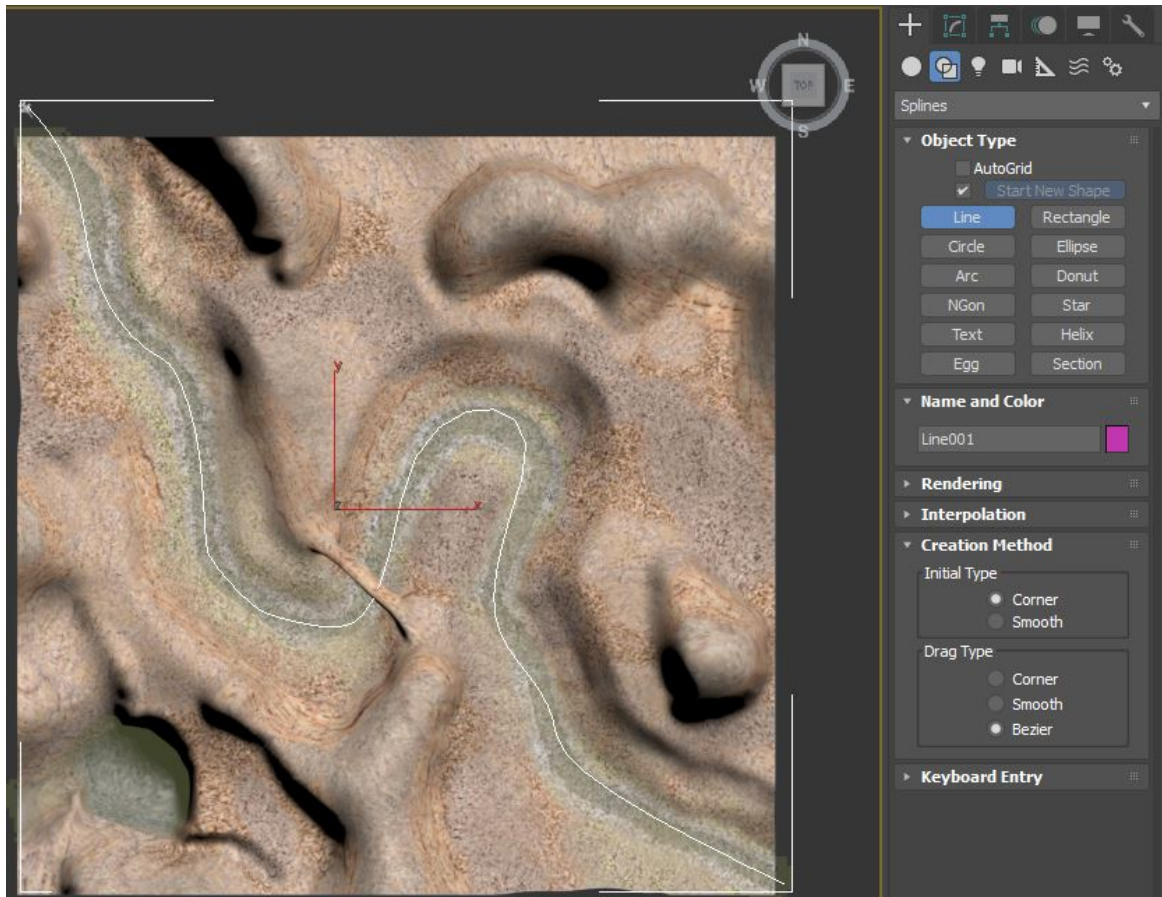 N
W
TOP
E
S
y
z
x
Splines
Object Type
AutoGrid
Start New Shape
Line Rectangle
Circle Ellipse
Arc Donut
NGon Star
Text Helix
Egg Section
Name and Color
Line001
Rendering
Interpolation
Creation Method
Initial Type
Corner
Smooth
Drag Type
Corner
Smooth
Bezier
Keyboard Entry